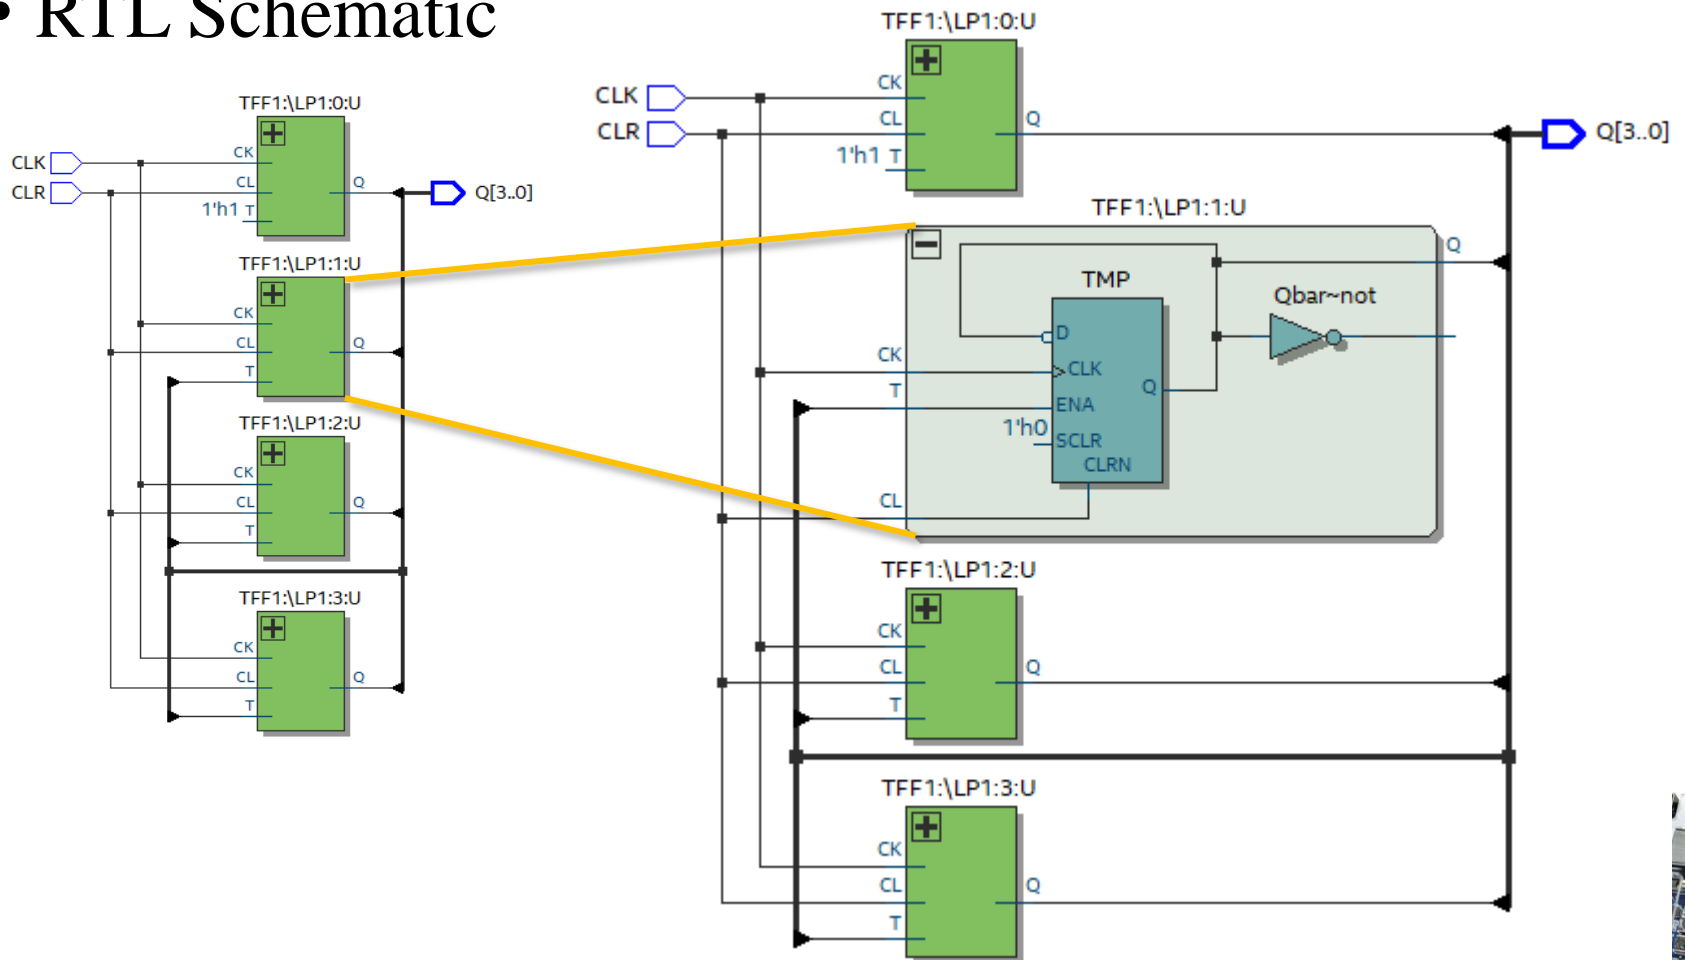 • RTL Schematic
TFF1:\LP1:0:U
CLK
CLR
CK
CL
1'h1 T
Q
Q[3..0]
TFF1:\LP1:1:U
CK
CL
T
Q
TFF1:\LP1:2:U
CK
CL
T
Q
TFF1:\LP1:3:U
CK
CL
T
Q
TFF1:\LP1:0:U
CLK
CLR
CK
CL
1'h1 T
Q
Q[3..0]
TFF1:\LP1:1:U
Q
TMP
Qbar~not
D
CK
CLK
T
Q
ENA
1'h0
SCLR
CLRN
CL
TFF1:\LP1:2:U
CK
CL
T
Q
TFF1:\LP1:3:U
CK
CL
T
Q